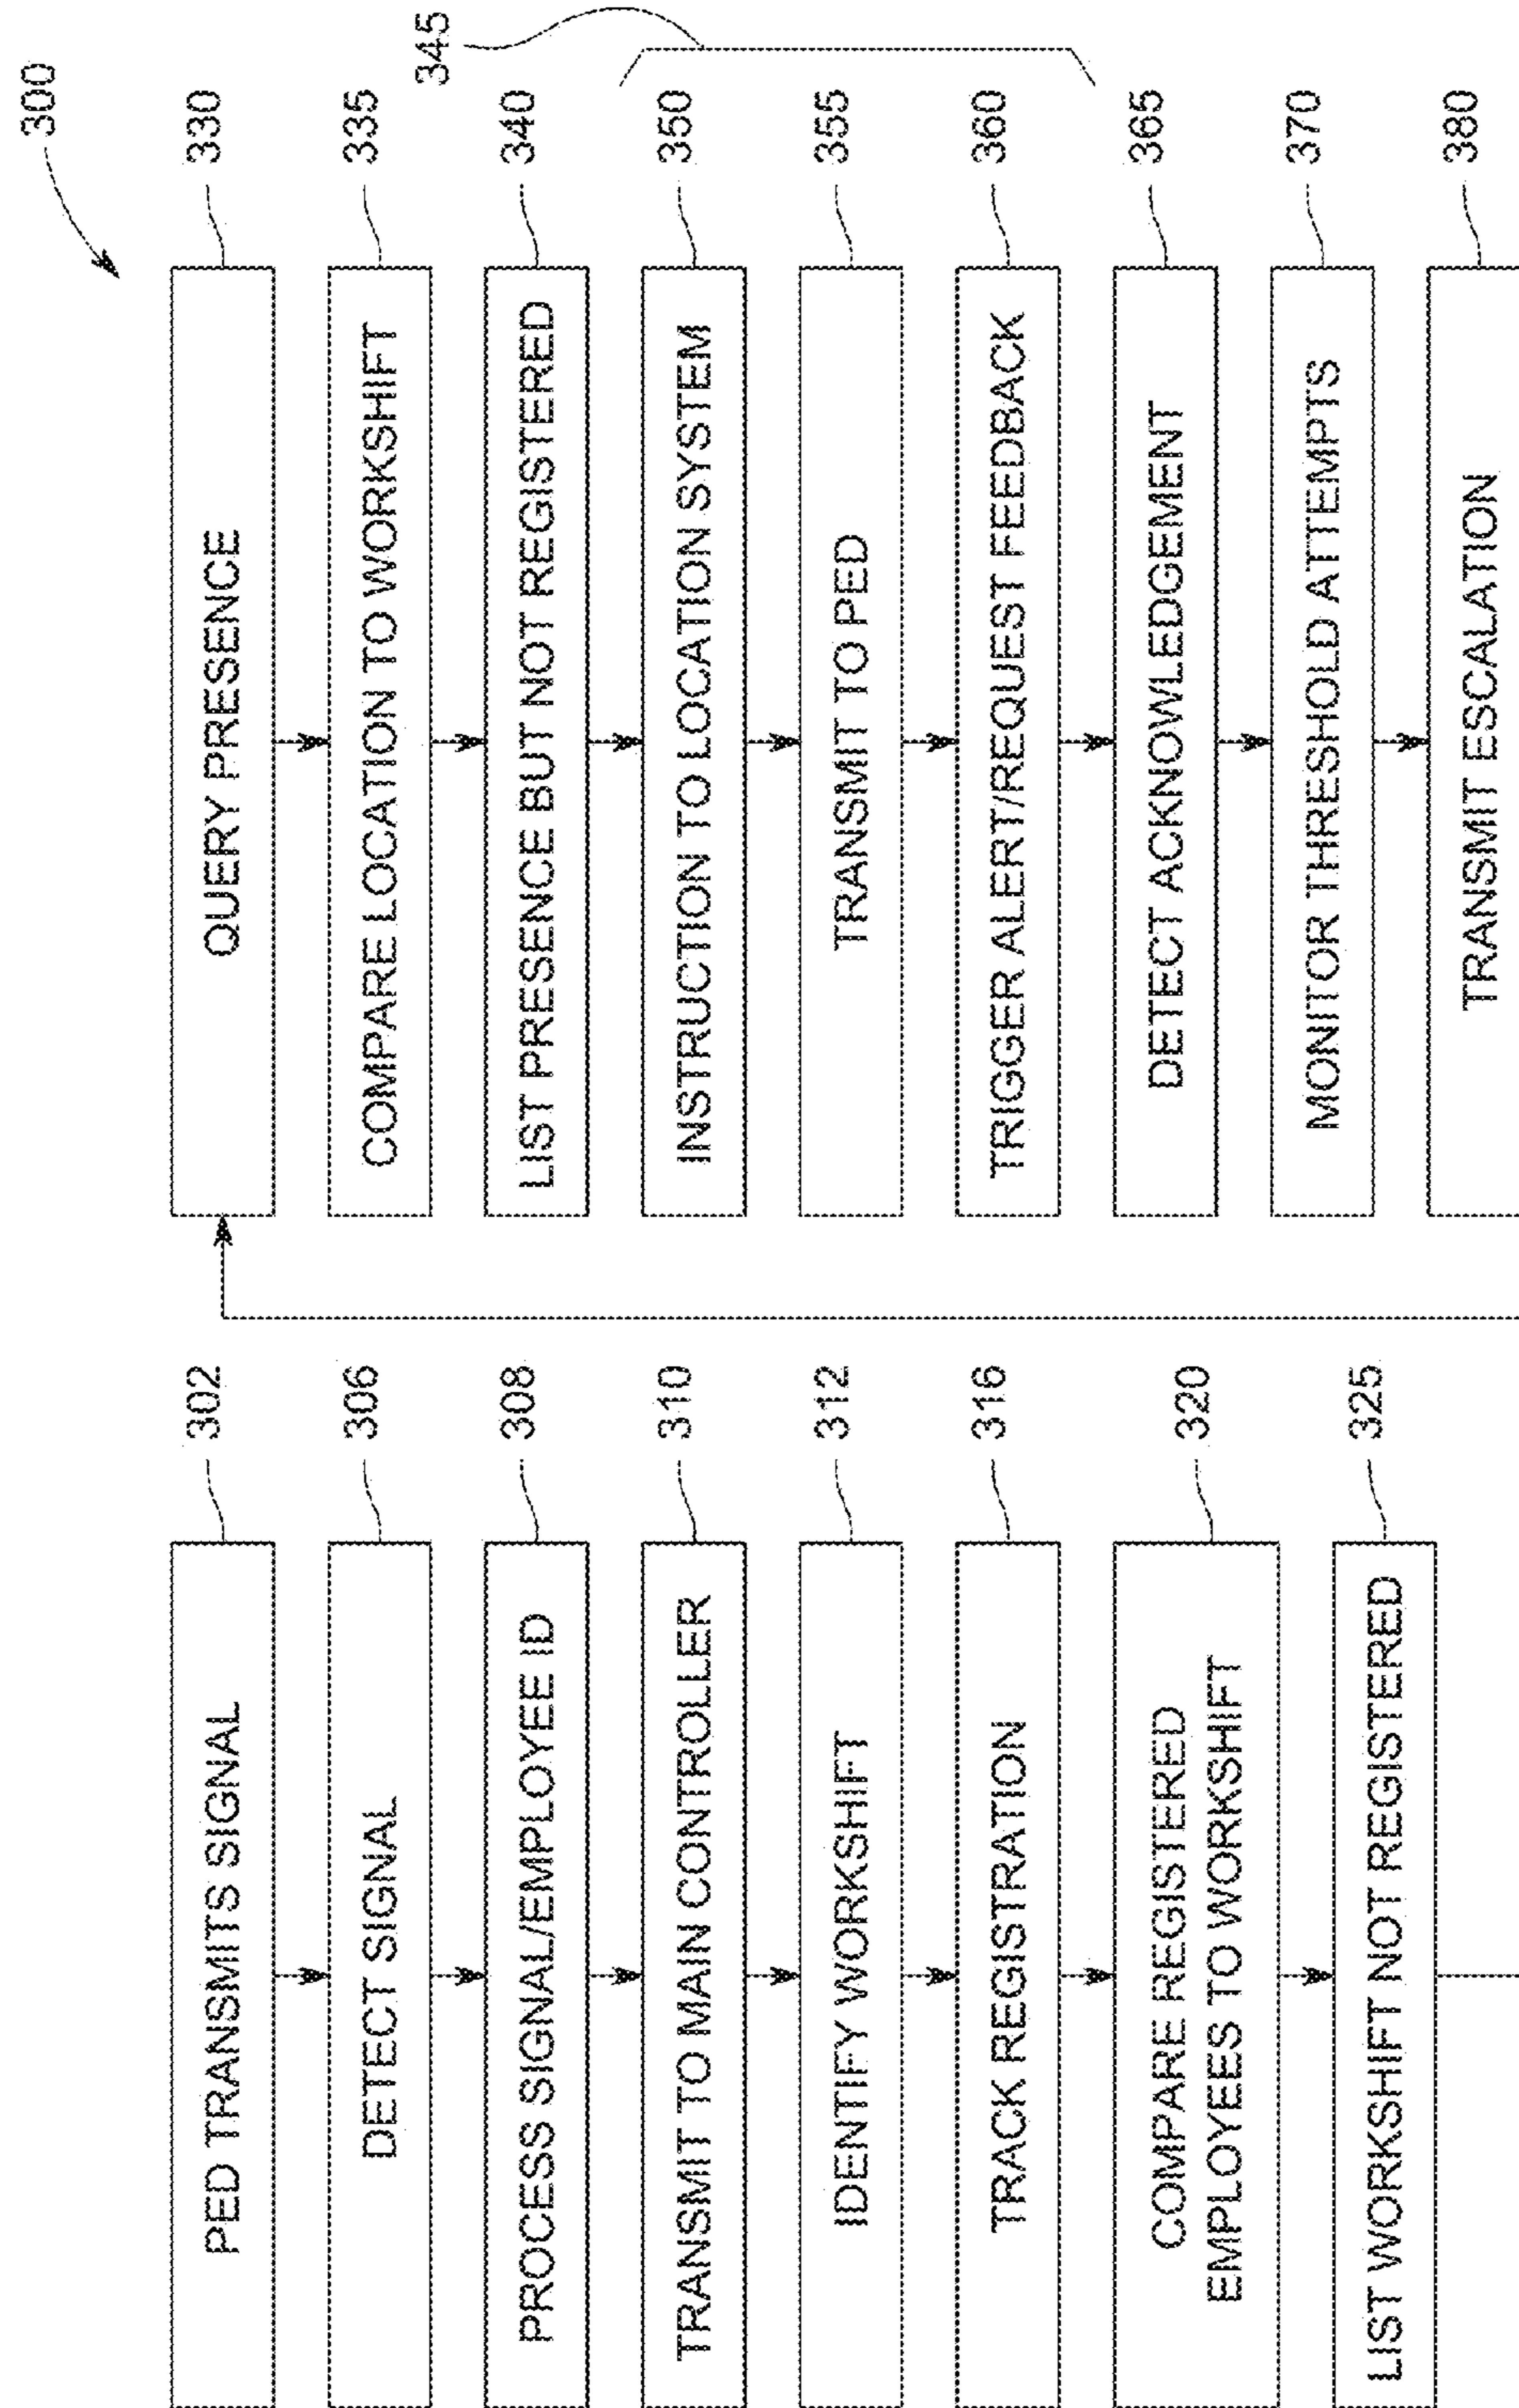 300
PED TRANSMITS SIGNAL
302
DETECT SIGNAL
306
PROCESS SIGNAL/EMPLOYEE ID
308
TRANSMIT TO MAIN CONTROLLER
310
IDENTIFY WORKSHIFT
312
TRACK REGISTRATION
316
COMPARE REGISTERED
EMPLOYEES TO WORKSHIFT
320
LIST WORKSHIFT NOT REGISTERED
325
QUERY PRESENCE
330
COMPARE LOCATION TO WORKSHIFT
335
LIST PRESENCE BUT NOT REGISTERED
340
345
INSTRUCTION TO LOCATION SYSTEM
350
TRANSMIT TO PED
355
TRIGGER ALERT/REQUEST FEEDBACK
360
DETECT ACKNOWLEDGEMENT
365
MONITOR THRESHOLD ATTEMPTS
370
TRANSMIT ESCALATION
380